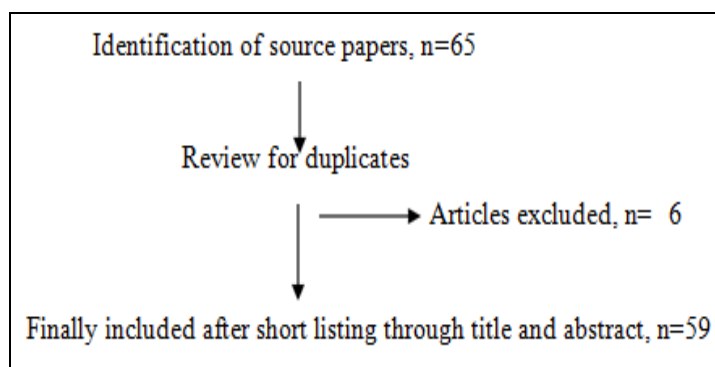 Identification of source papers, n=65
Review for duplicates
Articles excluded, n= 6
Finally included after short listing through title and abstract, n=59